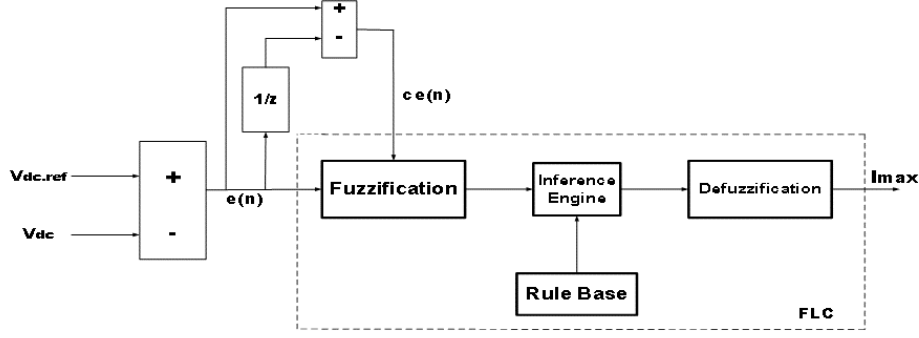 +
-
1/z
ce(n)
Vdc.ref
+
e(n)
Fuzzification
Inference
Engine
Defuzzification
Imax
Vdc
-
Rule Base
FLC